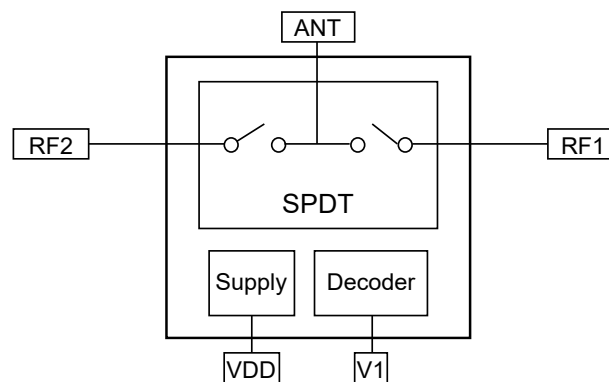 ANT
RF2
RF1
SPDT
Supply
Decoder
VDD
V1